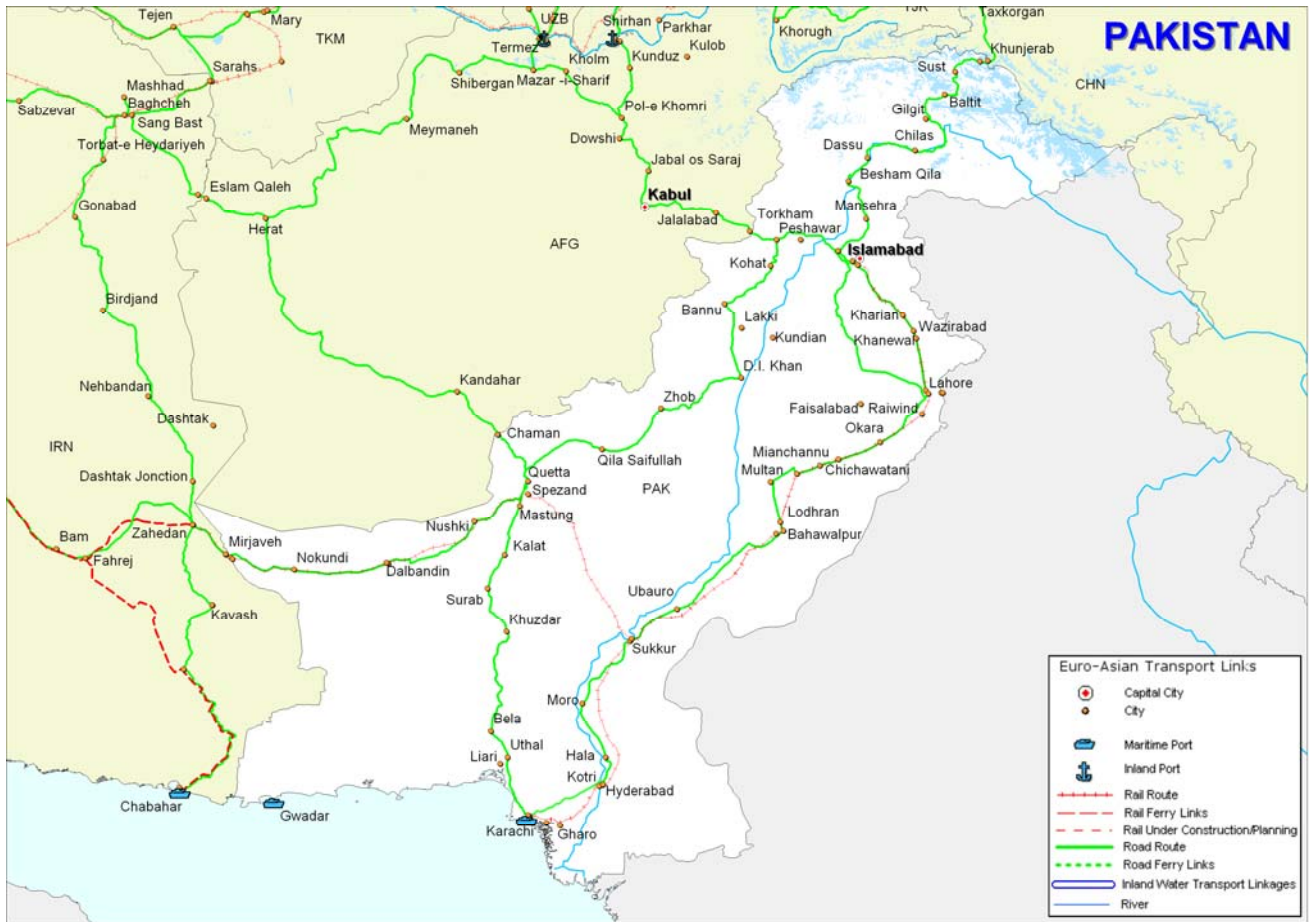 PAKISTAN
Tejen
Mary
UZB
Shirhan
Parkhar
TJK
Taxkorgan
TKM
Termez
Kholm
Kunduz
Kulob
Khorugh
Khunjerab
Sarahs
Shibergan
Mazar -i-Sharif
Sust
CHN
Mashhad
Baghcheh
Sabzevar
Sang Bast
Baltit
Meymaneh
Pol-e Khomri
Gilgit
Torbat-e Heydariyeh
Dowshi
Chilas
Dassu
Jabal os Saraj
Besham Qila
Eslam Qaleh
Kabul
Gonabad
Mansehra
Herat
Jalalabad
Torkham
Peshawar
AFG
Islamabad
Kohat
Birdjand
Bannu
Lakki
Kharian
Wazirabad
Kundian
Khanewal
D.I. Khan
Nehbandan
Kandahar
Lahore
Zhob
Faisalabad
Raiwind
Dashtak
Okara
IRN
Chaman
Qila Saifullah
Mianchannu
Dashtak Jonction
Quetta
Multan
Chichawatani
Spezand
PAK
Mastung
Lodhran
Nushki
Zahedan
Bahawalpur
Mirjaveh
Bam
Kalat
Fahrej
Nokundi
Dalbandin
Ubauro
Surab
Kavash
Khuzdar
Sukkur
Moro
Bela
Uthal
Hala
Liari
Kotri
Hyderabad
Chabahar
Gwadar
Karachi
Gharo
Euro-Asian Transport Links
Capital City
City
Maritime Port
Inland Port
Rail Route
Rail Ferry Links
Rail Under Construction/Planning
Road Route
Road Ferry Links
Inland Water Transport Linkages
River